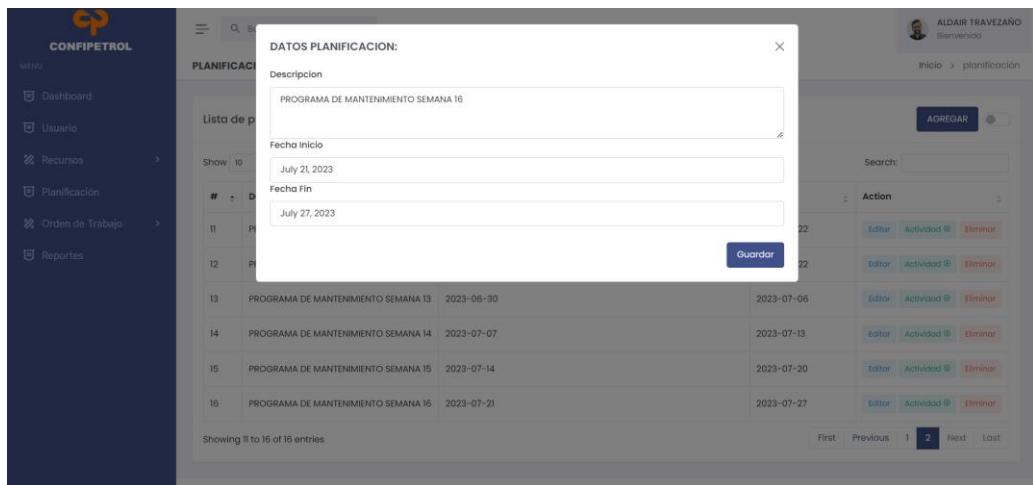 CONFIPETROL
MENU
Dashboard
Usuario
Recursos
Planificación
Orden de Trabajo
Reportes
ALDAIR TRAVEZAÑO
Bienvenido
Inicio > planificación
DATOS PLANIFICACION:
Descripcion
PROGRAMA DE MANTENIMIENTO SEMANA 16
Fecha Inicio
July 21, 2023
Fecha Fin
July 27, 2023
Guardar
Lista de p
AGREGAR
Show 10
Search:
# Action
11 22 Editar Actividad Eliminar
12 22 Editar Actividad Eliminar
13 PROGRAMA DE MANTENIMIENTO SEMANA 13 2023-06-30 2023-07-06 Editar Actividad Eliminar
14 PROGRAMA DE MANTENIMIENTO SEMANA 14 2023-07-07 2023-07-13 Editar Actividad Eliminar
15 PROGRAMA DE MANTENIMIENTO SEMANA 15 2023-07-14 2023-07-20 Editar Actividad Eliminar
16 PROGRAMA DE MANTENIMIENTO SEMANA 16 2023-07-21 2023-07-27 Editar Actividad Eliminar
Showing 11 to 16 of 16 entries
First Previous 1 2 Next Last